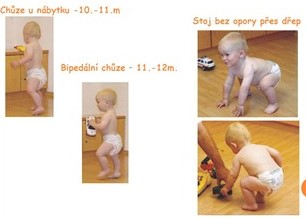 Chůze u nábytku -10.-11.m
Bipedální chůze - 11.-12m.
Stoj bez opory přes dřep